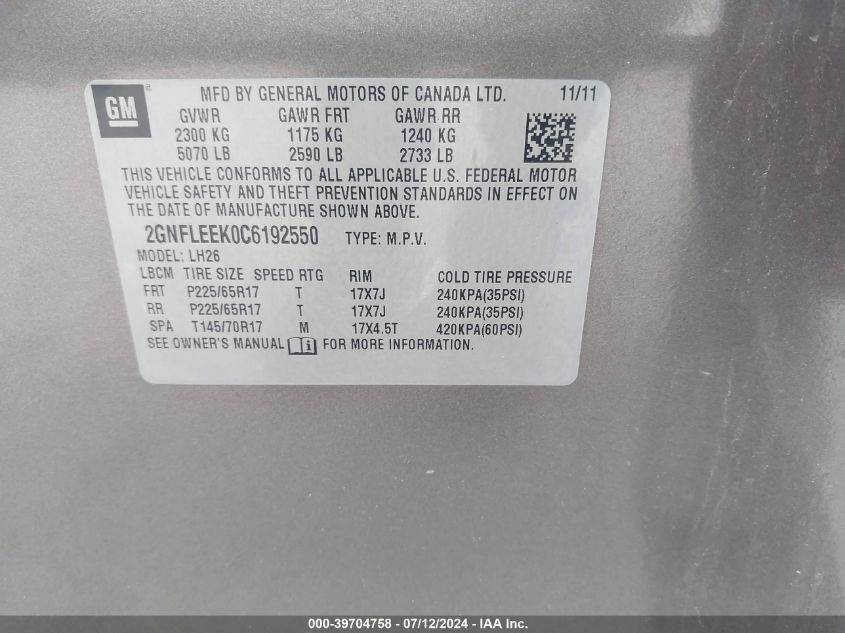 GM
MFD BY GENERAL MOTORS OF CANADA LTD. 11/11
GVWR GAWR FRT GAWR RR
2300 KG 1175 KG 1240 KG
5070 LB 2590 LB 2733 LB
THIS VEHICLE CONFORMS TO ALL APPLICABLE U.S. FEDERAL MOTOR
VEHICLE SAFETY AND THEFT PREVENTION STANDARDS IN EFFECT ON
THE DATE OF MANUFACTURE SHOWN ABOVE.
2GNFLEEK0C6192550 TYPE: M.P.V.
MODEL: LH26
LBCM TIRE SIZE SPEED RTG RIM COLD TIRE PRESSURE
FRT P225/65R17 T 17X7J 240KPA(35PSI)
RR P225/65R17 T 17X7J 240KPA(35PSI)
SPA T145/70R17 M 17X4.5T 420KPA(60PSI)
SEE OWNER'S MANUAL i FOR MORE INFORMATION.
000-39704758 - 07/12/2024 - IAA Inc.